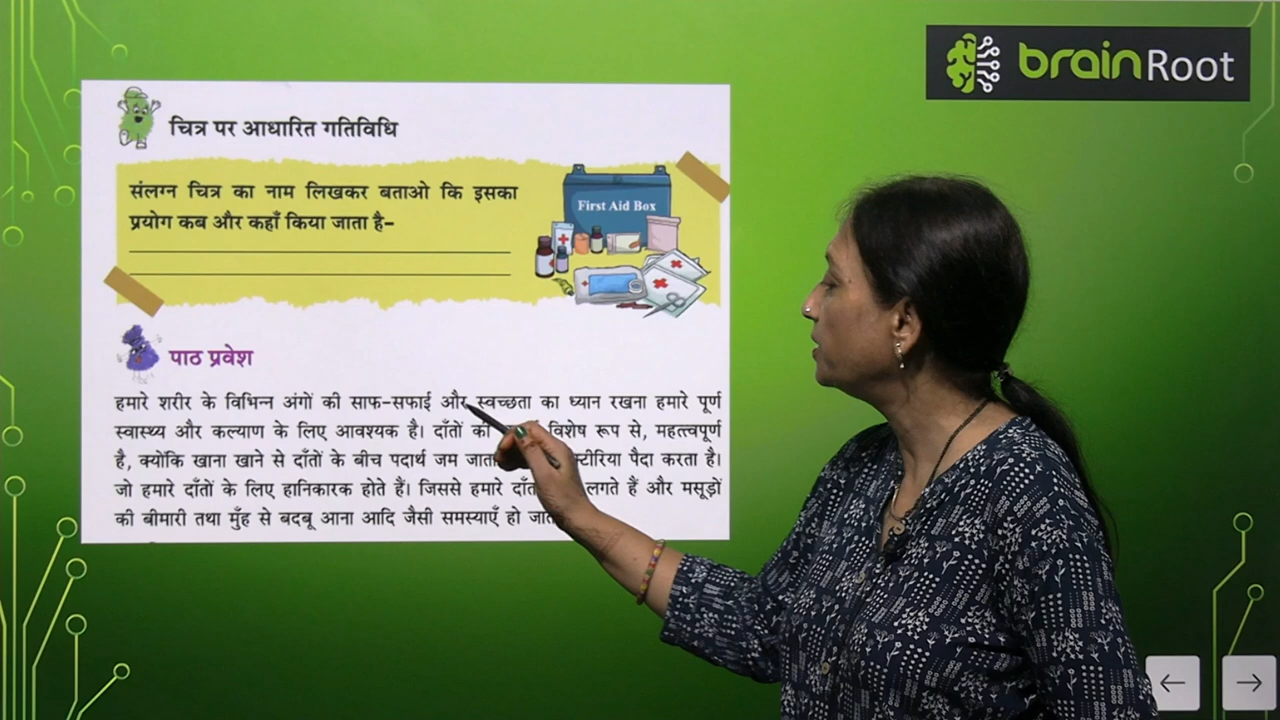 brainRoot
चित्र पर आधारित गतिविधि
संलग्न चित्र का नाम लिखकर बताओ कि इसका
प्रयोग कब और कहाँ किया जाता है-
First Aid Box
पाठ प्रवेश
हमारे शरीर के विभिन्न अंगों की साफ-सफाई और स्वच्छता का ध्यान रखना हमारे पूर्ण
स्वास्थ्य और कल्याण के लिए आवश्यक है। दाँतों की विशेष रूप से, महत्त्वपूर्ण
है, क्योंकि खाना खाने से दाँतों के बीच पदार्थ जम पैदा करता है।
जो हमारे दाँतों के लिए हानिकारक होते हैं। जिससे हमारे लगते हैं और मसूड़ों
की बीमारी तथा मुँह से बदबू आना आदि जैसी समस्याएँ हो